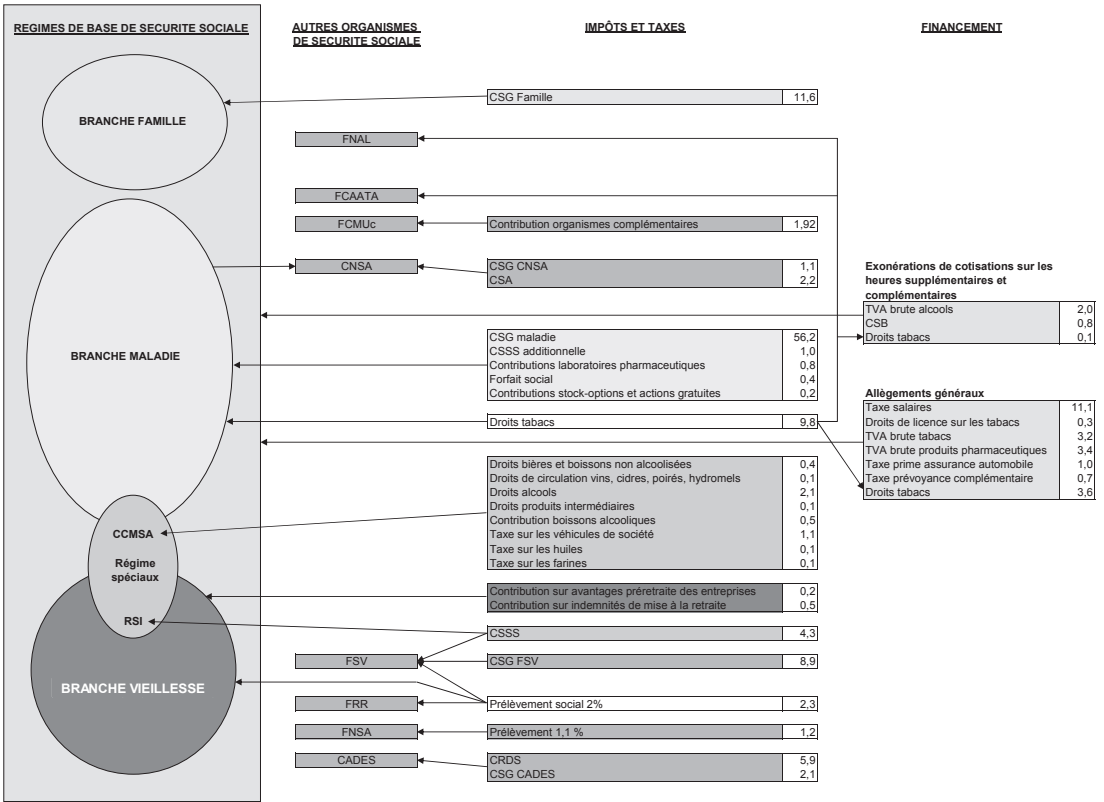 REGIMES DE BASE DE SECURITE SOCIALE
AUTRES ORGANISMES
DE SECURITE SOCIALE
IMPÔTS ET TAXES
FINANCEMENT
BRANCHE FAMILLE
CSG Famille 11,6
FNAL
FCAATA
FCMUc
Contribution organismes complémentaires 1,92
CNSA
CSG CNSA 1,1
CSA 2,2
Exonérations de cotisations sur les
heures supplémentaires et
complémentaires
TVA brute alcools 2,0
CSB 0,8
Droits tabacs 0,1
BRANCHE MALADIE
CSG maladie 56,2
CSSS additionnelle 1,0
Contributions laboratoires pharmaceutiques 0,8
Forfait social 0,4
Contributions stock-options et actions gratuites 0,2
Droits tabacs 9,8
Allègements généraux
Taxe salaires 11,1
Droits de licence sur les tabacs 0,3
TVA brute tabacs 3,2
TVA brute produits pharmaceutiques 3,4
Taxe prime assurance automobile 1,0
Taxe prévoyance complémentaire 0,7
Droits tabacs 3,6
Droits bières et boissons non alcoolisées 0,4
Droits de circulation vins, cidres, poirés, hydromels 0,1
Droits alcools 2,1
Droits produits intermédiaires 0,1
Contribution boissons alcooliques 0,5
Taxe sur les véhicules de société 1,1
Taxe sur les huiles 0,1
Taxe sur les farines 0,1
CCMSA
Régime
spéciaux
RSI
Contribution sur avantages préretraite des entreprises 0,2
Contribution sur indemnités de mise à la retraite 0,5
CSSS 4,3
FSV
CSG FSV 8,9
BRANCHE VIEILLESSE
FRR
Prélèvement social 2% 2,3
FNSA
Prélèvement 1,1 % 1,2
CADES
CRDS 5,9
CSG CADES 2,1